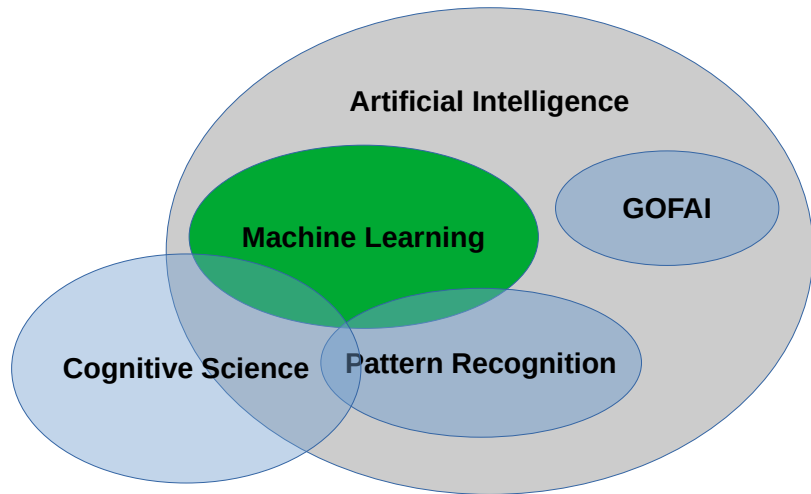 Artificial Intelligence
GOFAI
Machine Learning
Cognitive Science
Pattern Recognition